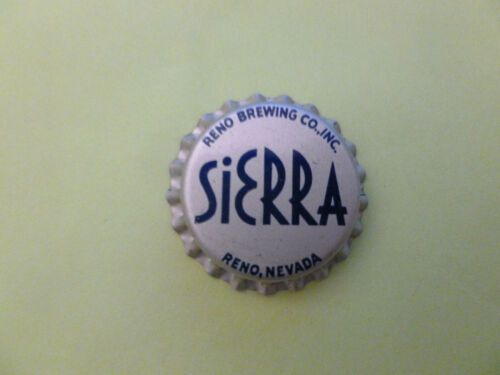 RENO BREWING CO., INC.
SiERRA
RENO, NEVADA